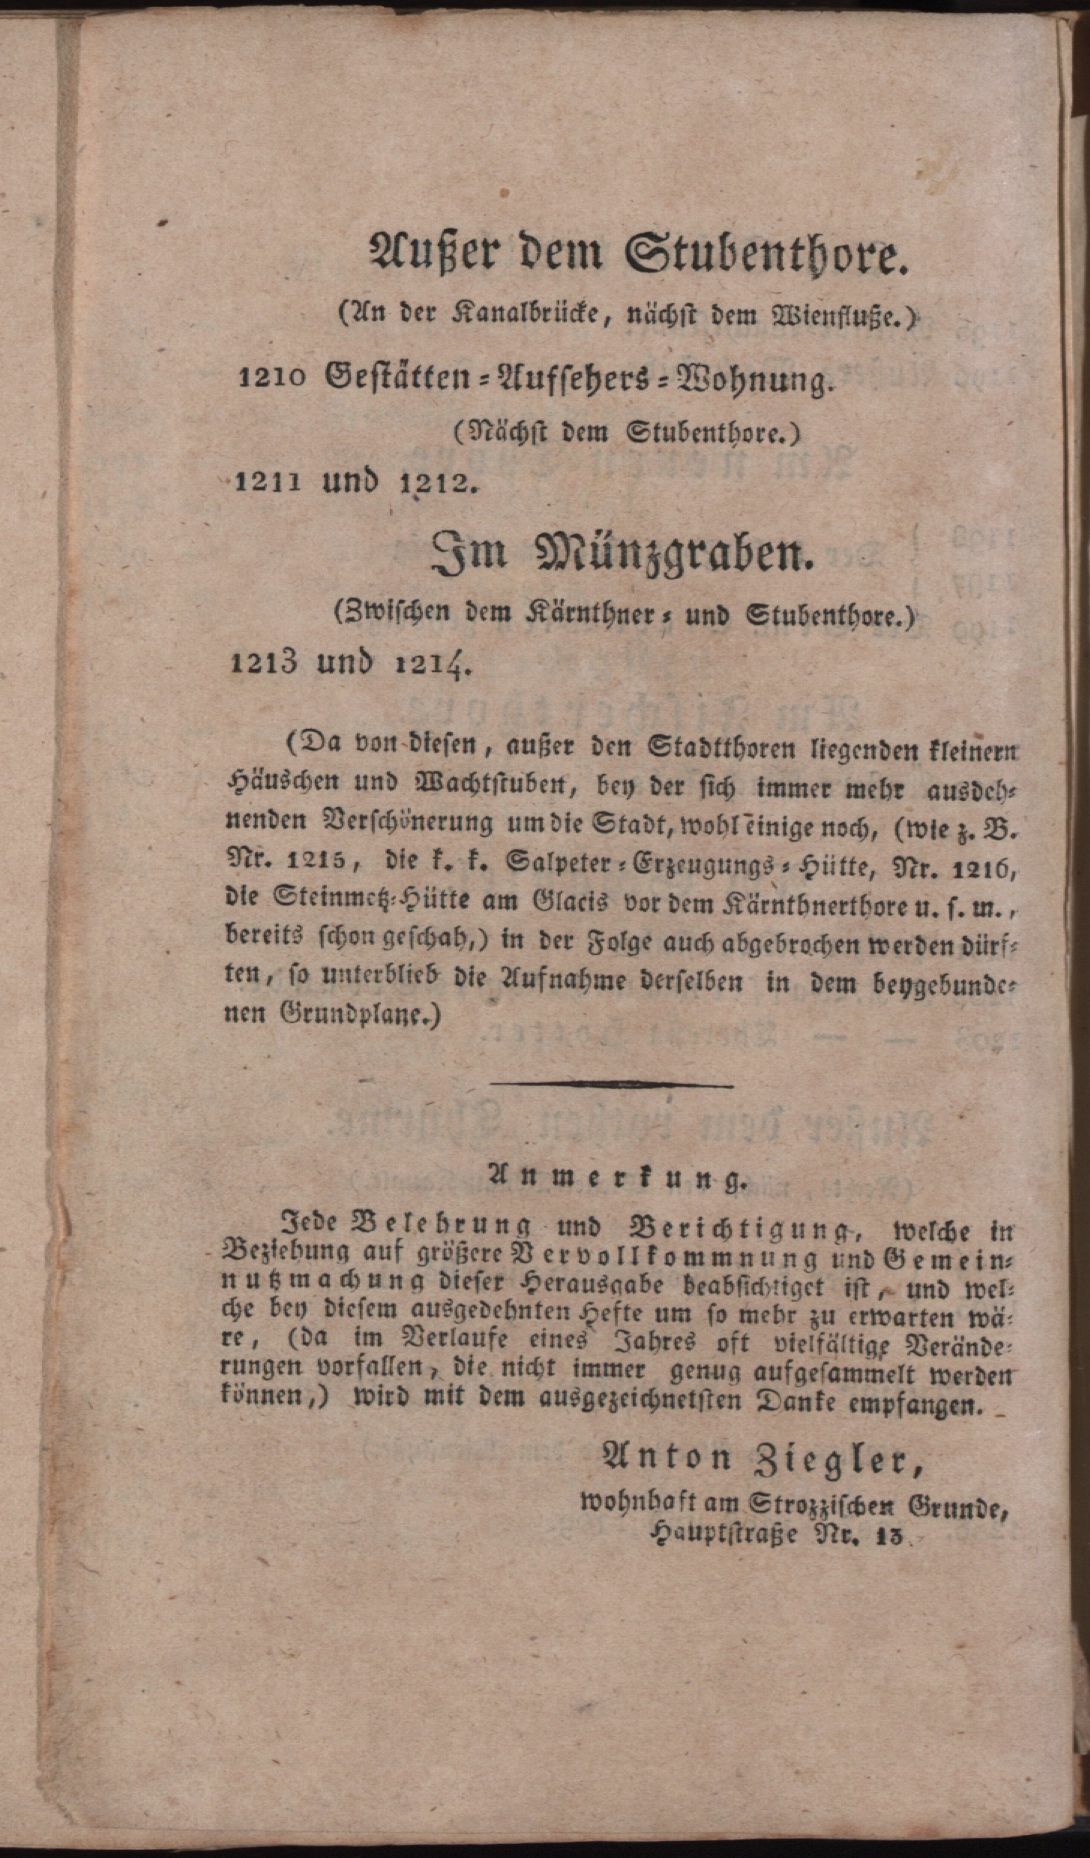 Außer dem Stubenthore.
(An der Kanalbrücke, nächst dem Wienfluße.)
1210 Gestätten-Aufsehers-Wohnung.
(Nächst dem Stubenthore.)
1211 und 1212.
Im Münzgraben.
(Zwischen dem Kärnthner- und Stubenthore.)
1213 und 1214.
(Da von diesen, außer den Stadtthoren liegenden kleinern
Häuschen und Wachtstuben, bey der sich immer mehr ausdeh-
nenden Verschönerung um die Stadt, wohl einige noch, (wie z. B.
Nr. 1215, die k. k. Salpeter-Erzeugungs-Hütte, Nr. 1216,
die Steinmetz-Hütte am Glacis vor dem Kärnthnerthore u. s. w.,
bereits schon geschah,) in der Folge auch abgebrochen werden dürf-
ten, so unterblieb die Aufnahme derselben in dem beygebunde-
nen Grundplane.)
Anmerkung.
Jede Belehrung und Berichtigung, welche in
Beziehung auf größere Vervollkommnung und Gemein-
nutzmachung dieser Herausgabe beabsichtiget ist, und wel-
che bey diesem ausgedehnten Hefte um so mehr zu erwarten wä-
re, (da im Verlaufe eines Jahres oft vielfältige Verände-
rungen vorfallen, die nicht immer genug aufgesammelt werden
können,) wird mit dem ausgezeichnetsten Danke empfangen.
Anton Ziegler,
wohnhaft am Strozzischen Grunde,
Hauptstraße Nr. 13.